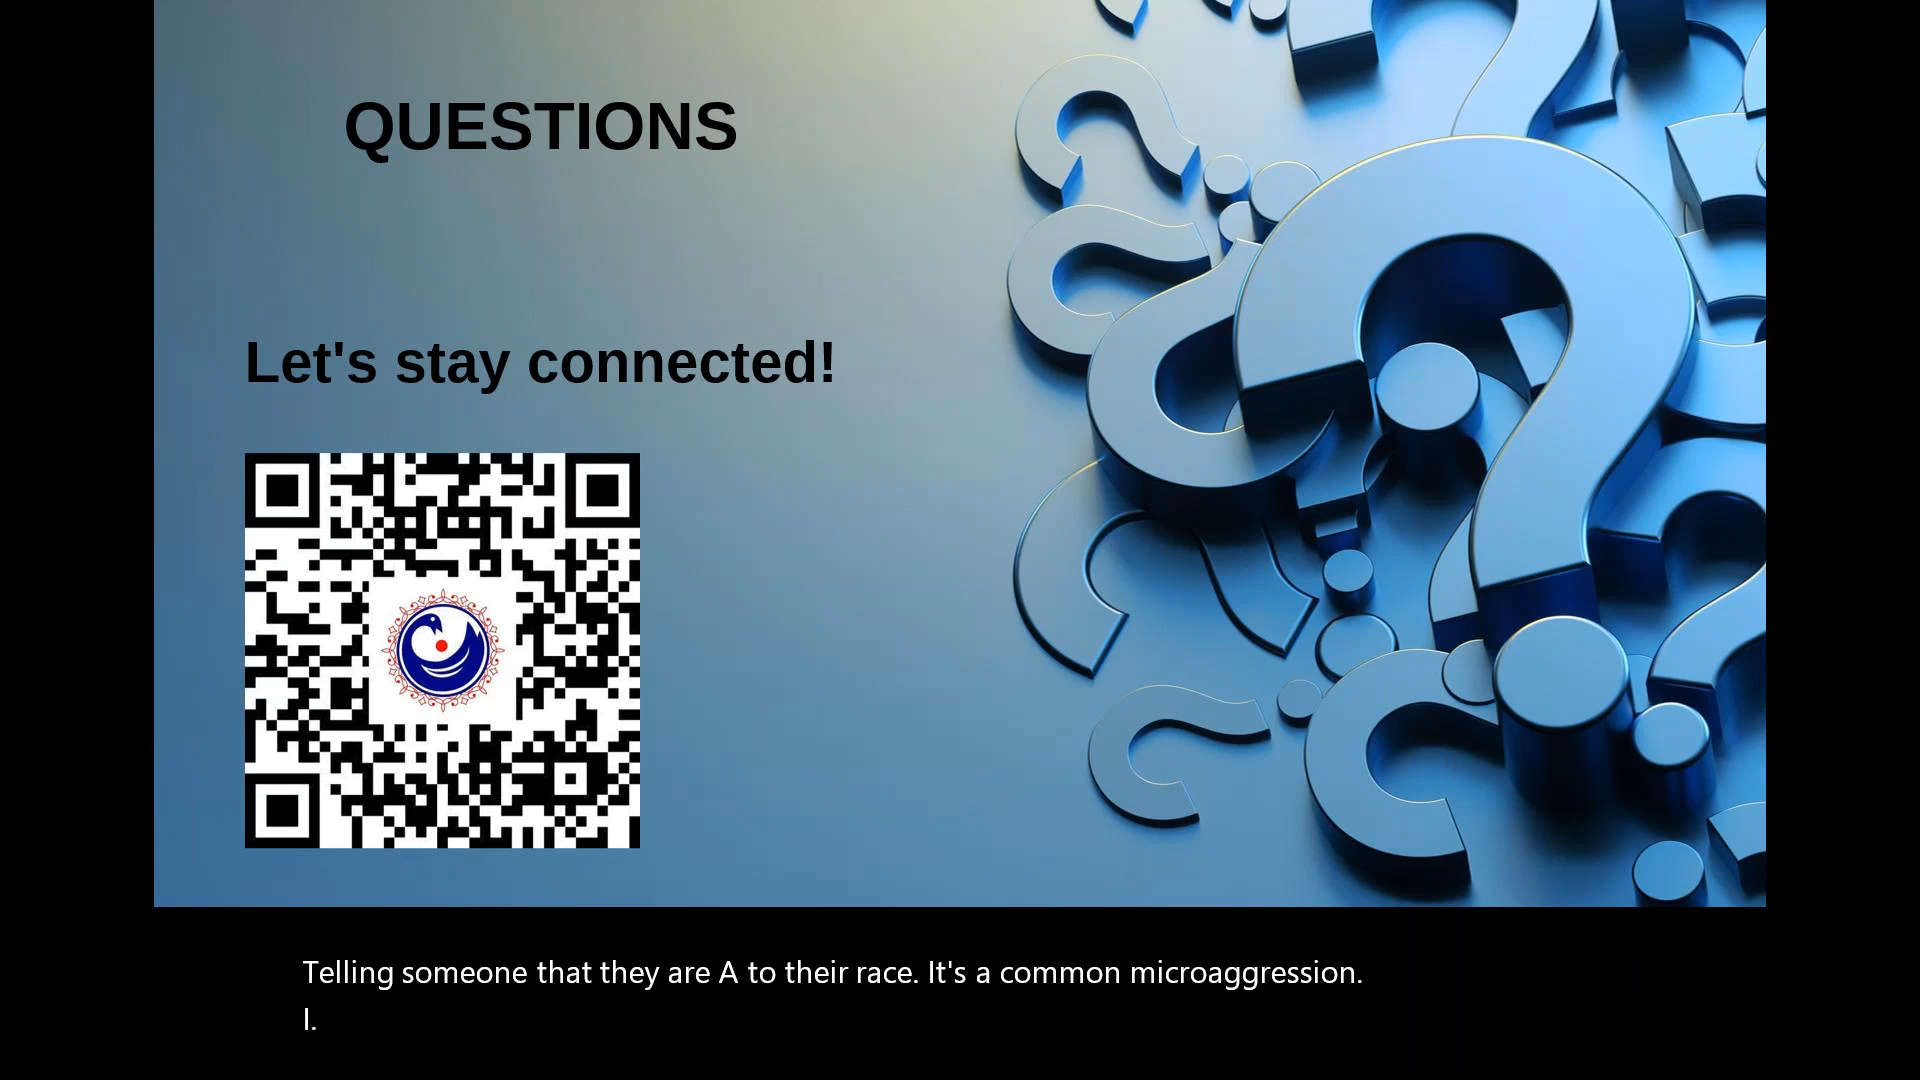 QUESTIONS
Let's stay connected!
Telling someone that they are A to their race. It's a common microaggression.
I.